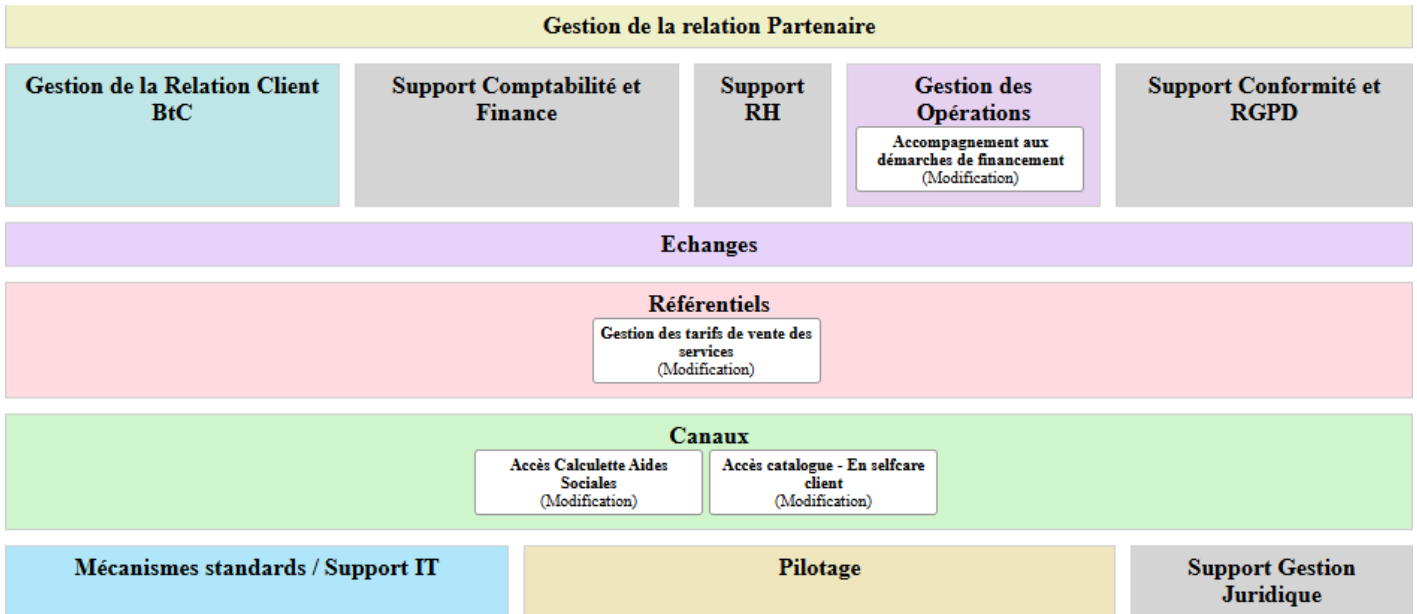 Gestion de la relation Partenaire
Gestion de la Relation Client
BtC
Support Comptabilité et
Finance
Support
RH
Gestion des
Opérations
Accompagnement aux
démarches de financement
(Modification)
Support Conformité et
RGPD
Echanges
Référentiels
Gestion des tarifs de vente des
services
(Modification)
Canaux
Accès Calculette Aides
Sociales
(Modification)
Accès catalogue - En selfcare
client
(Modification)
Mécanismes standards / Support IT
Pilotage
Support Gestion
Juridique